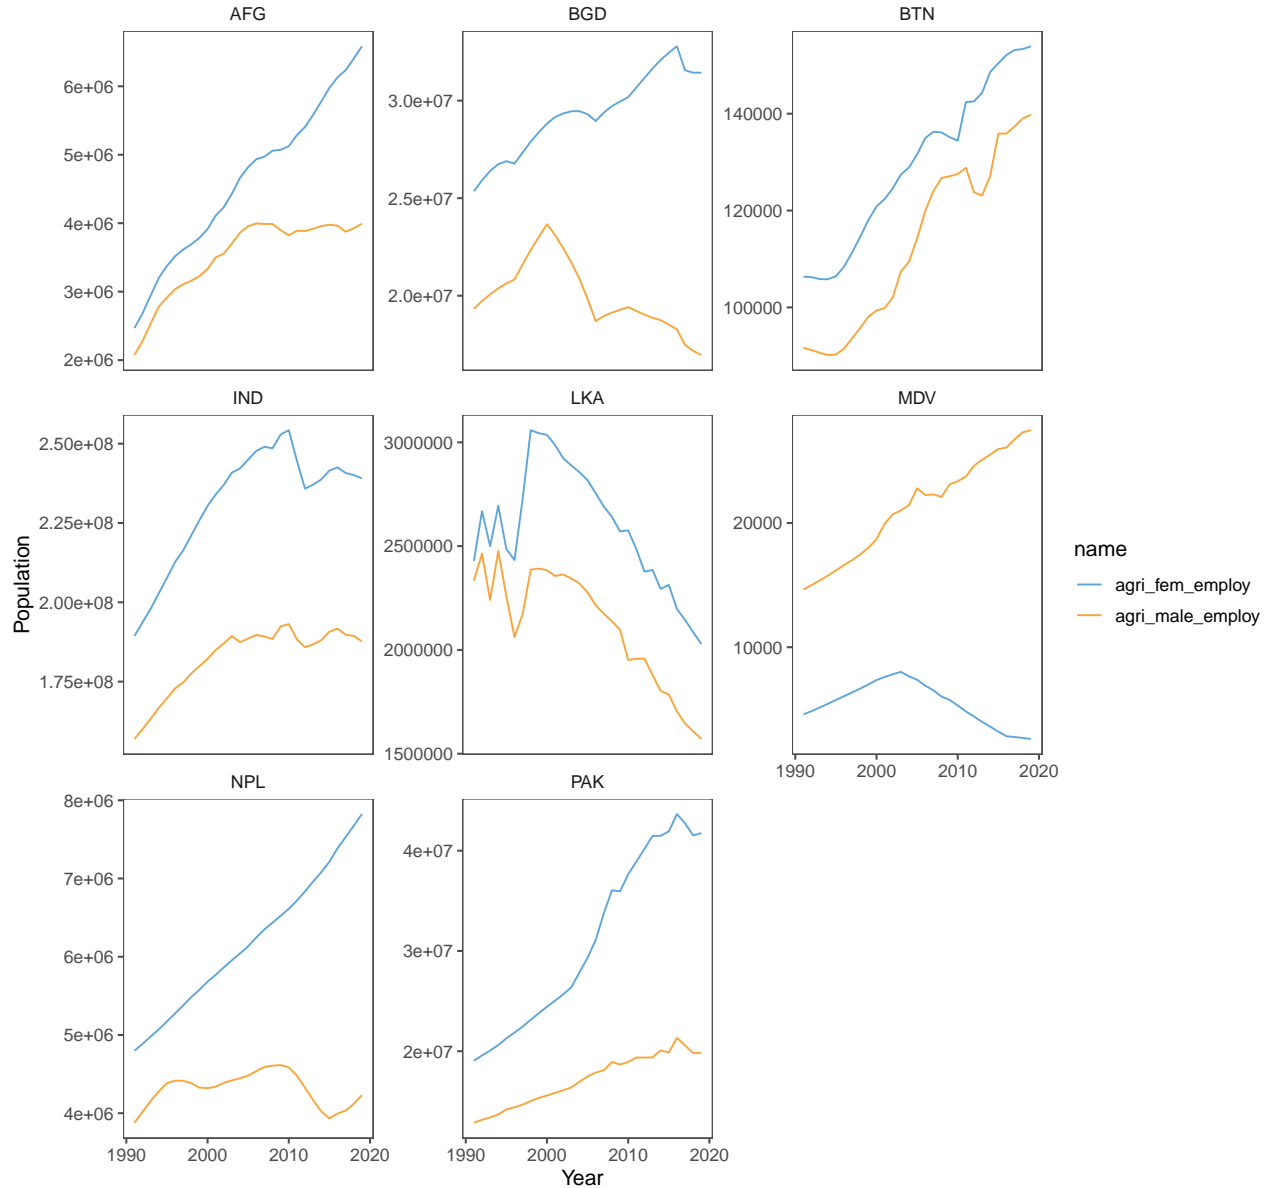 AFG
BGD
BTN
6e+06
5e+06
4e+06
3e+06
2e+06
3.0e+07
2.5e+07
2.0e+07
140000
120000
100000
IND
LKA
MDV
2.50e+08
2.25e+08
2.00e+08
1.75e+08
3000000
2500000
2000000
1500000
20000
10000
1990 2000 2010 2020
NPL
PAK
8e+06
7e+06
6e+06
5e+06
4e+06
4e+07
3e+07
2e+07
1990 2000 2010 2020
1990 2000 2010 2020
Year
Population
name
agri_fem_employ
agri_male_employ